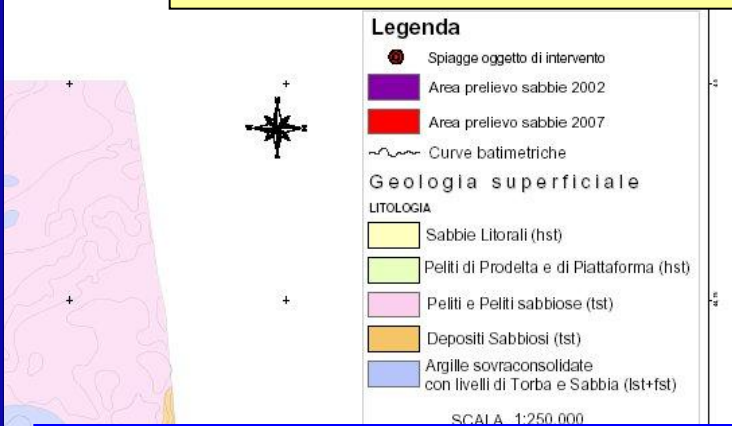 Legenda
Spiagge oggetto di intervento
Area prelievo sabbie 2002
Area prelievo sabbie 2007
Curve batimetriche
Geologia superficiale
LITOLOGIA
Sabbie Litorali (hst)
Peliti di Prodelta e di Piattaforma (hst)
Peliti e Peliti sabbiose (tst)
Depositi Sabbiosi (tst)
Argille sovraconsolidate
con livelli di Torba e Sabbia (lst+fst)
SCALA 1:250.000